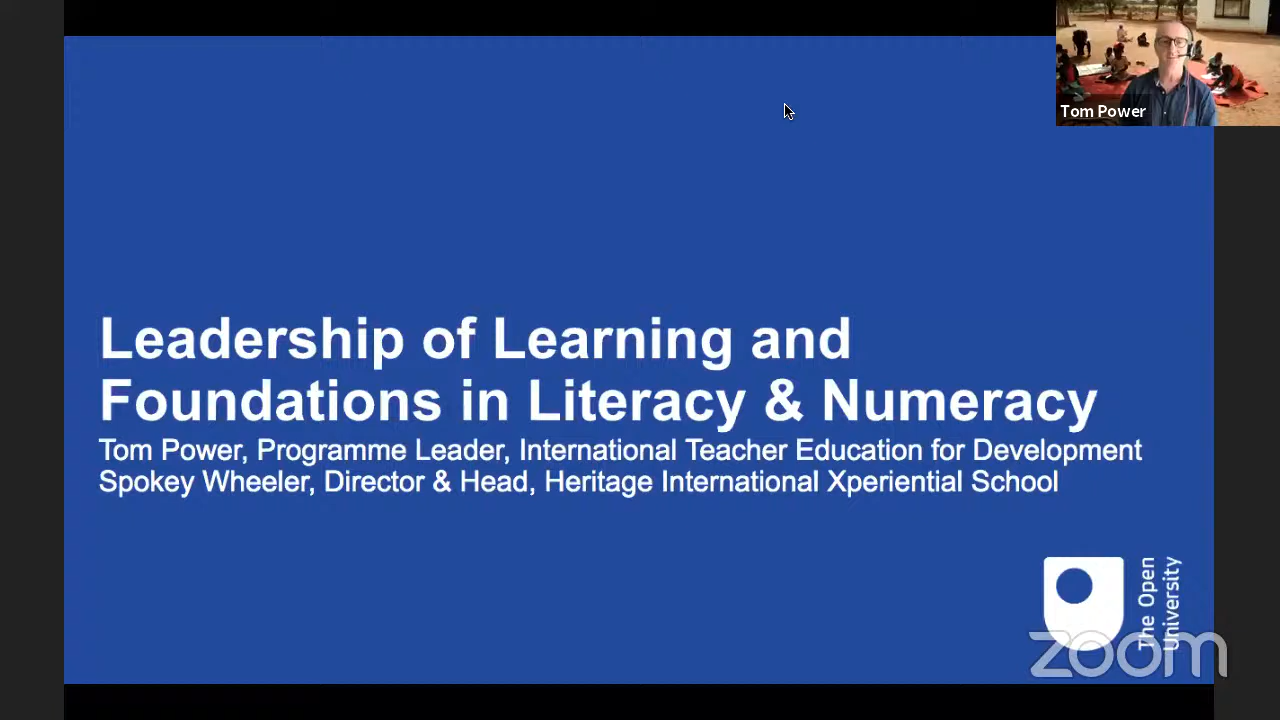 Tom Power
Leadership of Learning and
Foundations in Literacy & Numeracy
Tom Power, Programme Leader, International Teacher Education for Development
Spokey Wheeler, Director & Head, Heritage International Xperiential School
The Open
University
zoom